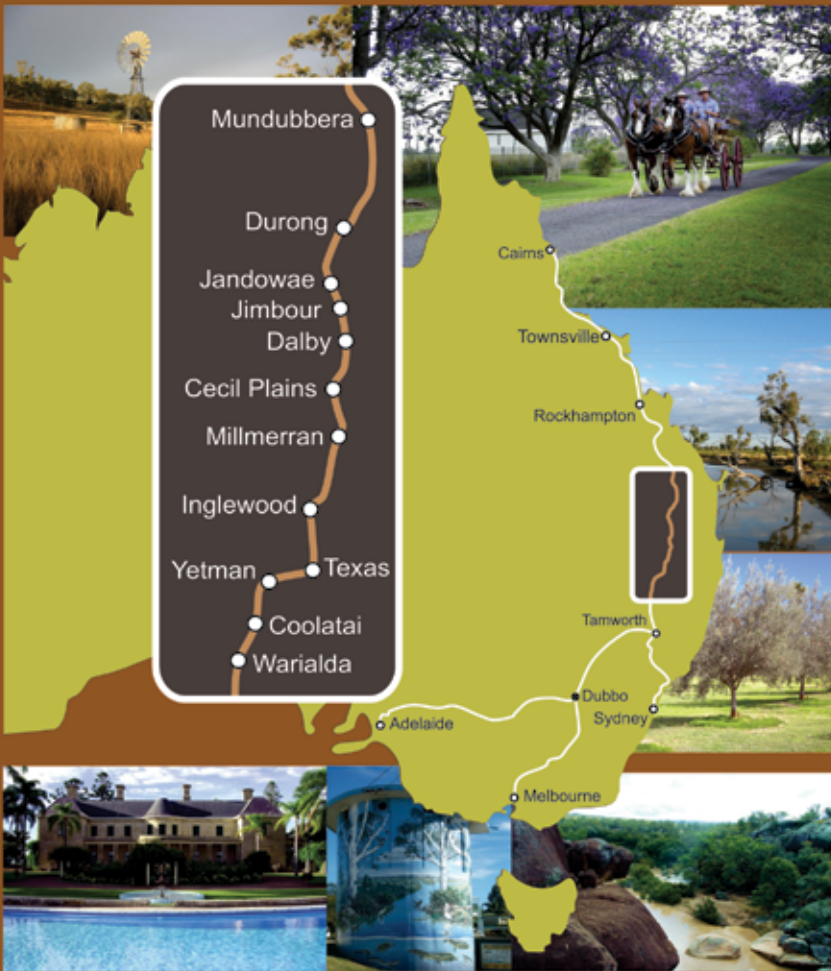 Mundubbera
Durong
Jandowae
Jimbour
Dalby
Cecil Plains
Millmerran
Inglewood
Texas
Yetman
Coolatai
Warialda
Cairns
Townsville
Rockhampton
Tamworth
Dubbo
Sydney
Adelaide
Melbourne